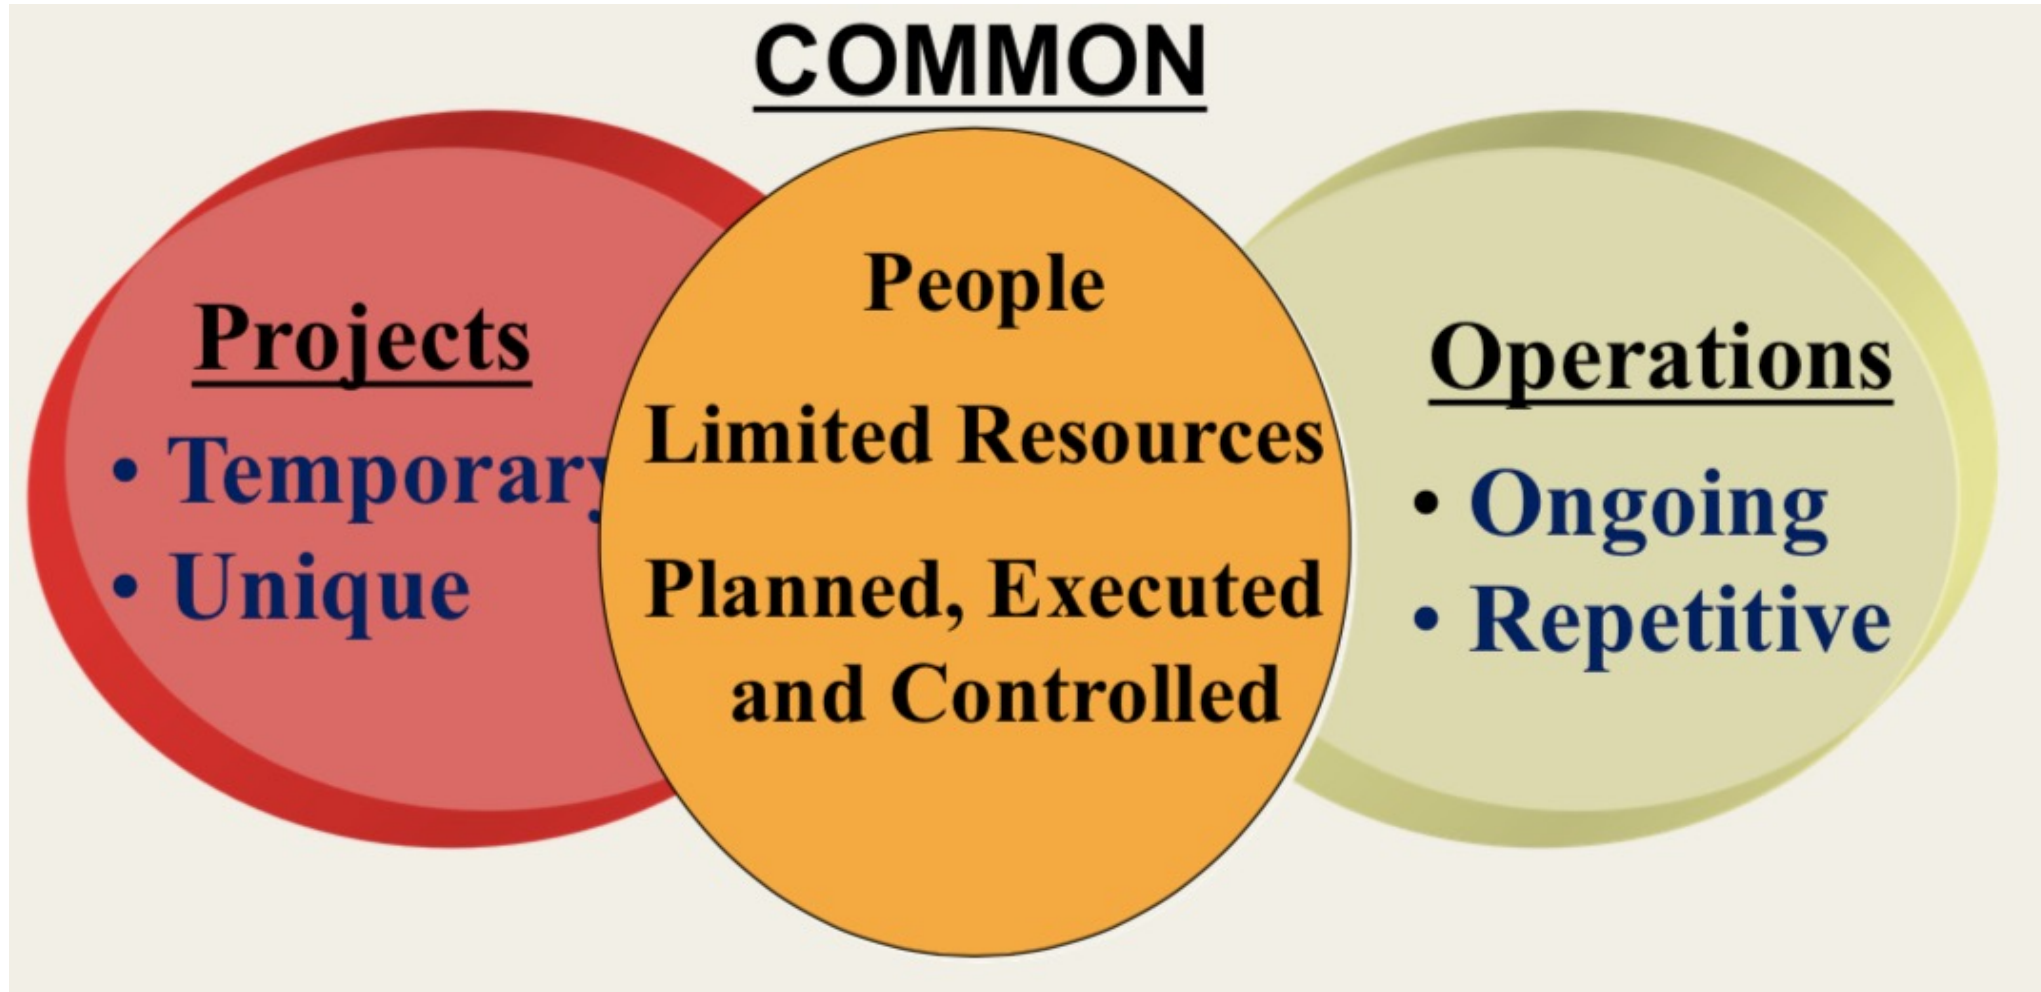 COMMON
Projects
• Temporary
• Unique
People
Limited Resources
Planned, Executed
and Controlled
Operations
• Ongoing
• Repetitive